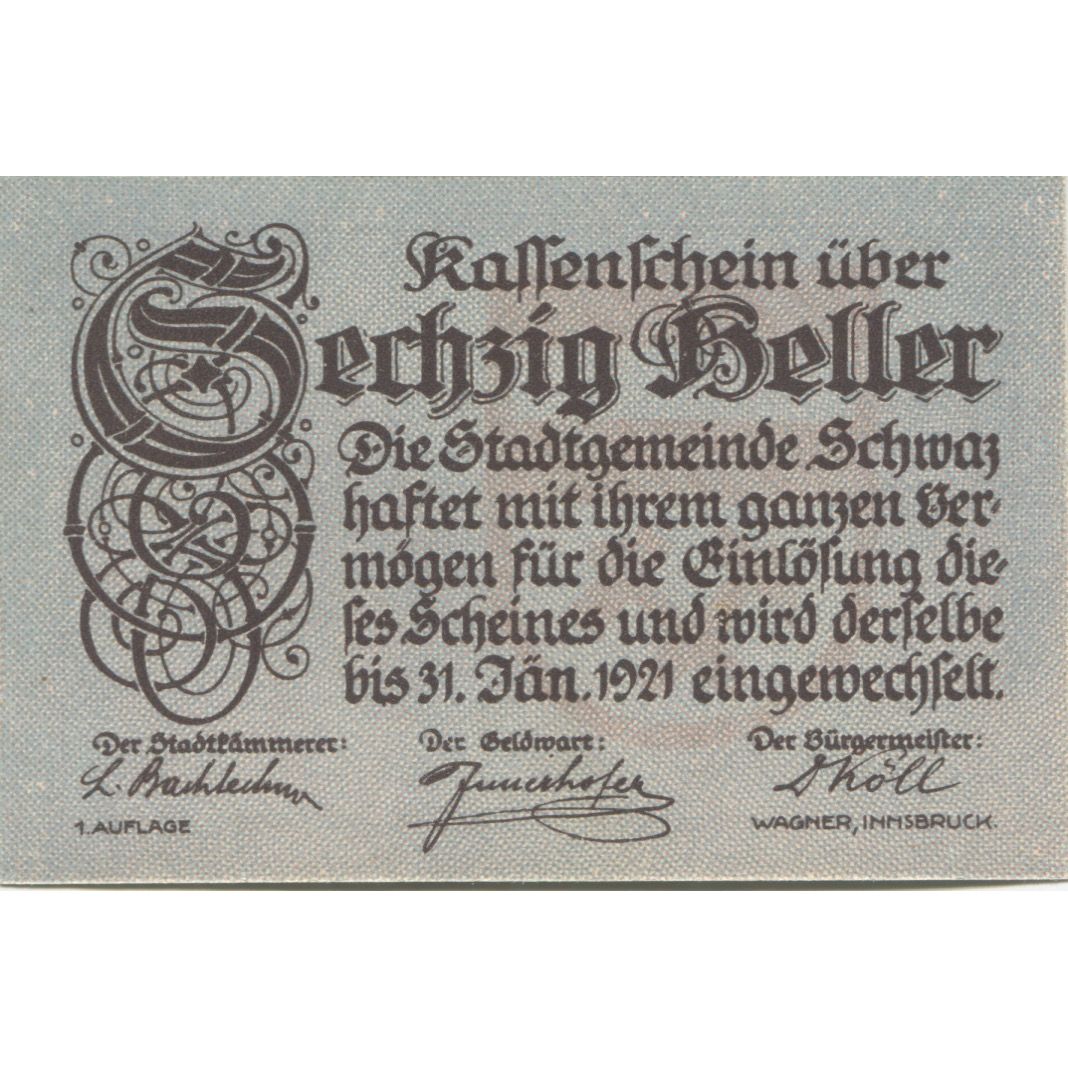 Kassenschein über
Sechzig Heller
Die Stadtgemeinde Schwaz
haftet mit ihrem ganzen Ver-
mögen für die Einlösung die-
ses Scheines und wird derselbe
bis 31. Jän. 1921 eingewechselt.
Der Stadtkämmerer: Der Geldwart: Der Bürgermeister:
L. Bachlechner Innerhofer D Köll
1. AUFLAGE WAGNER, INNSBRUCK.